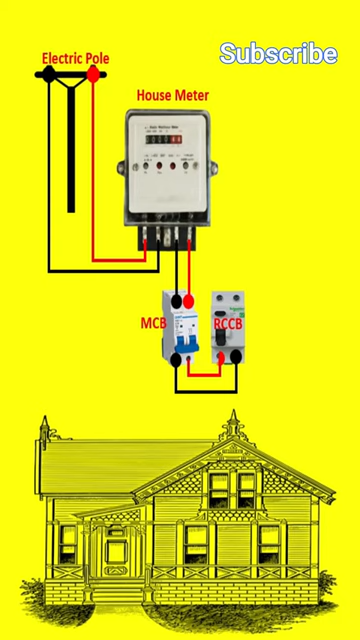 Subscribe
Electric Pole
House Meter
MCB
RCCB